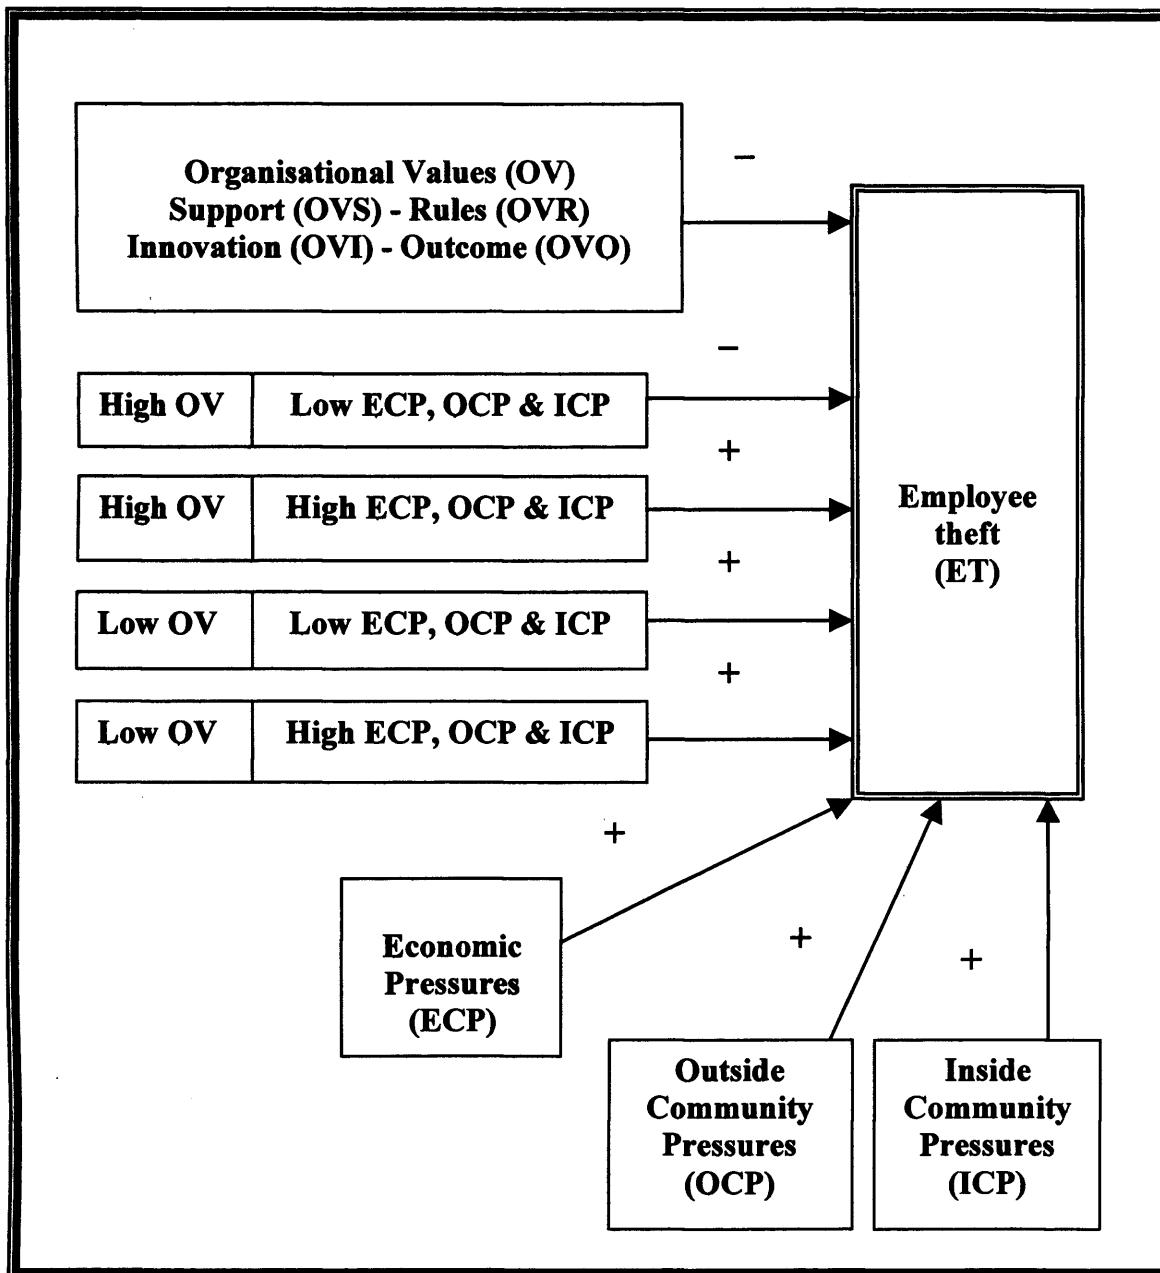 Organisational Values (OV)
Support (OVS) - Rules (OVR)
Innovation (OVI) - Outcome (OVO)
−
−
High OV Low ECP, OCP & ICP
+
High OV High ECP, OCP & ICP
+
Low OV Low ECP, OCP & ICP
+
Low OV High ECP, OCP & ICP
Employee
theft
(ET)
+
Economic
Pressures
(ECP)
+
Outside
Community
Pressures
(OCP)
+
Inside
Community
Pressures
(ICP)